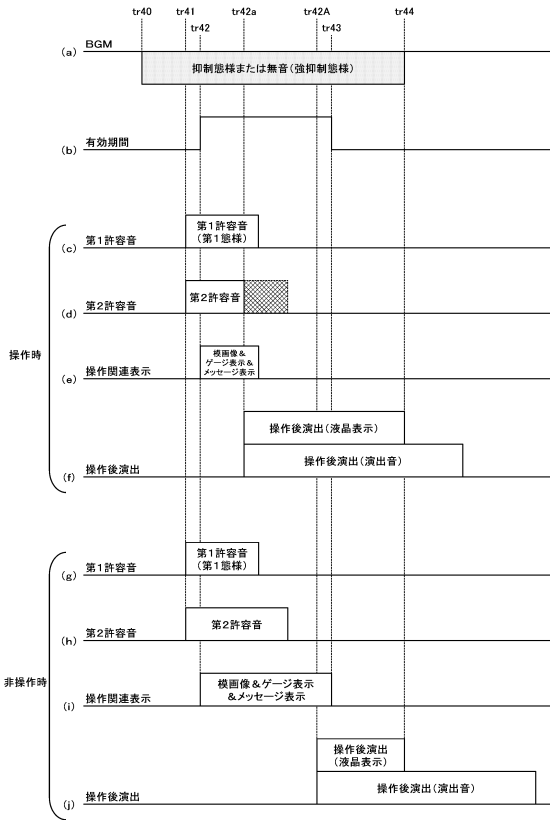 tr40 tr41 tr42a tr42A tr44
tr42 tr43
(a) BGM
抑制態様または無音(強抑制態様)
(b) 有効期間
操作時
(c) 第1許容音
第1許容音
(第1態様)
(d) 第2許容音
第2許容音
(e) 操作関連表示
模画像&
ゲージ表示&
メッセージ表示
(f) 操作後演出
操作後演出(液晶表示)
操作後演出(演出音)
非操作時
(g) 第1許容音
第1許容音
(第1態様)
(h) 第2許容音
第2許容音
(i) 操作関連表示
模画像&ゲージ表示
&メッセージ表示
(j) 操作後演出
操作後演出
(液晶表示)
操作後演出(演出音)